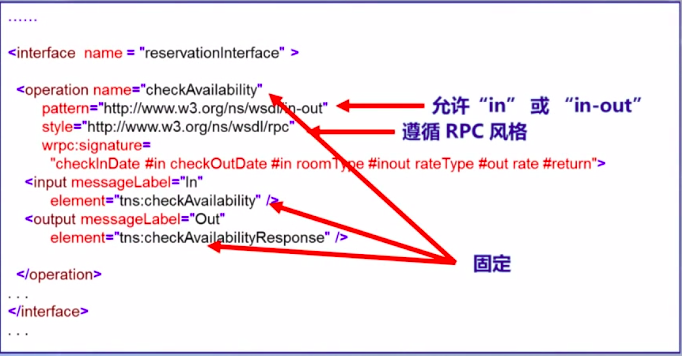 ......
<interface name = "reservationInterface" >
<operation name="checkAvailability"
pattern="http://www.w3.org/ns/wsdl/in-out"
允许“in” 或 “in-out”
style="http://www.w3.org/ns/wsdl/rpc"
遵循 RPC 风格
wrpc:signature=
"checkInDate #in checkOutDate #in roomType #inout rateType #out rate #return">
<input messageLabel="In"
element="tns:checkAvailability" />
<output messageLabel="Out"
element="tns:checkAvailabilityResponse" />
固定
</operation>
. . .
</interface>
. . .